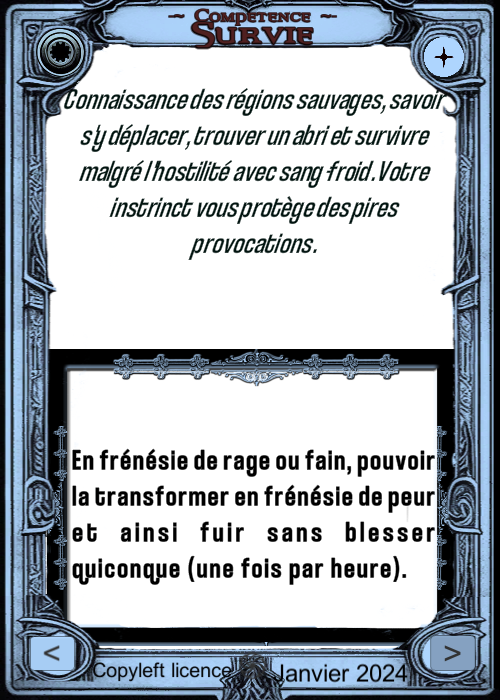 ~ Compétence ~
Survie
Connaissance des régions sauvages, savoir
s'y déplacer, trouver un abri et survivre
malgré l'hostilité avec sang froid. Votre
instrinct vous protège des pires
provocations.
En frénésie de rage ou fain, pouvoir
la transformer en frénésie de peur
et ainsi fuir sans blesser
quiconque (une fois par heure).
< Copyleft licence Janvier 2024 >